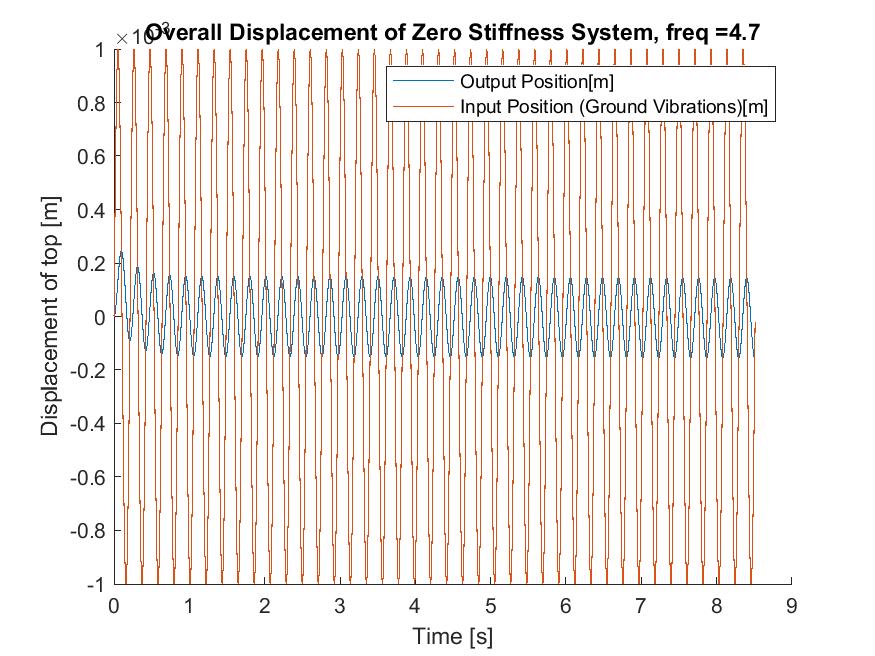 ×10-3
Overall Displacement of Zero Stiffness System, freq =4.7
Output Position[m]
Input Position (Ground Vibrations)[m]
Displacement of top [m]
1
0.8
0.6
0.4
0.2
0
-0.2
-0.4
-0.6
-0.8
-1
0 1 2 3 4 5 6 7 8 9
Time [s]